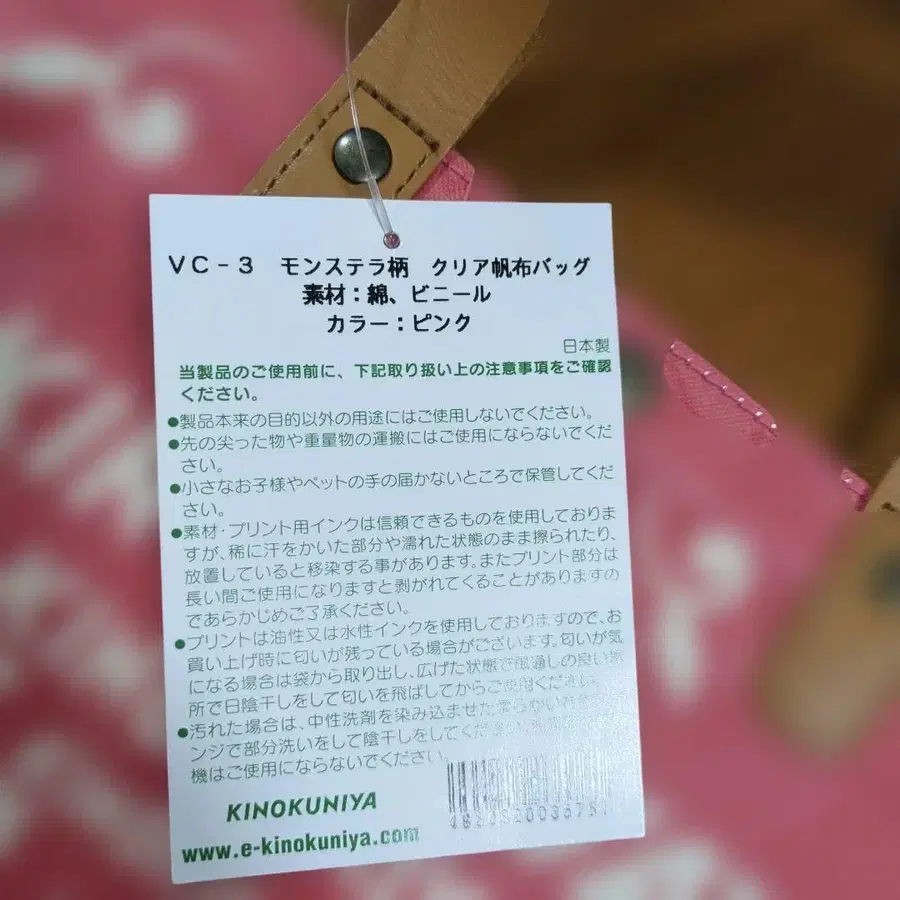 VC-3 モンステラ柄 クリア帆布バッグ
素材:綿、ビニール
カラー:ピンク
日本製
当製品のご使用前に、下記取り扱い上の注意事項をご確認
ください。
●製品本来の目的以外の用途にはご使用しないでください。
●先の尖った物や重量物の運搬にはご使用にならないでくだ
さい。
●小さなお子様やペットの手の届かないところで保管してくだ
さい。
●素材・プリント用インクは信頼できるものを使用しておりま
すが、稀に汗をかいた部分や濡れた状態のまま擦られたり、
放置していると移染する事があります。またプリント部分は
長い間ご使用になりますと剥がれてくることがありますの
であらかじめご了承ください。
●プリントは油性又は水性インクを使用しておりますので、お
買い上げ時に匂いが残っている場合がございます。匂いが気
になる場合は袋から取り出し、広げた状態で風通しの良い
所で日陰干しをして匂いを飛ばしてからご使用ください。
●汚れた場合は、中性洗剤を染み込ませた柔らかい
ンジで部分洗いをして陰干しをしてください。
機はご使用にならないでください。
KINOKUNIYA
www.e-kinokuniya.com